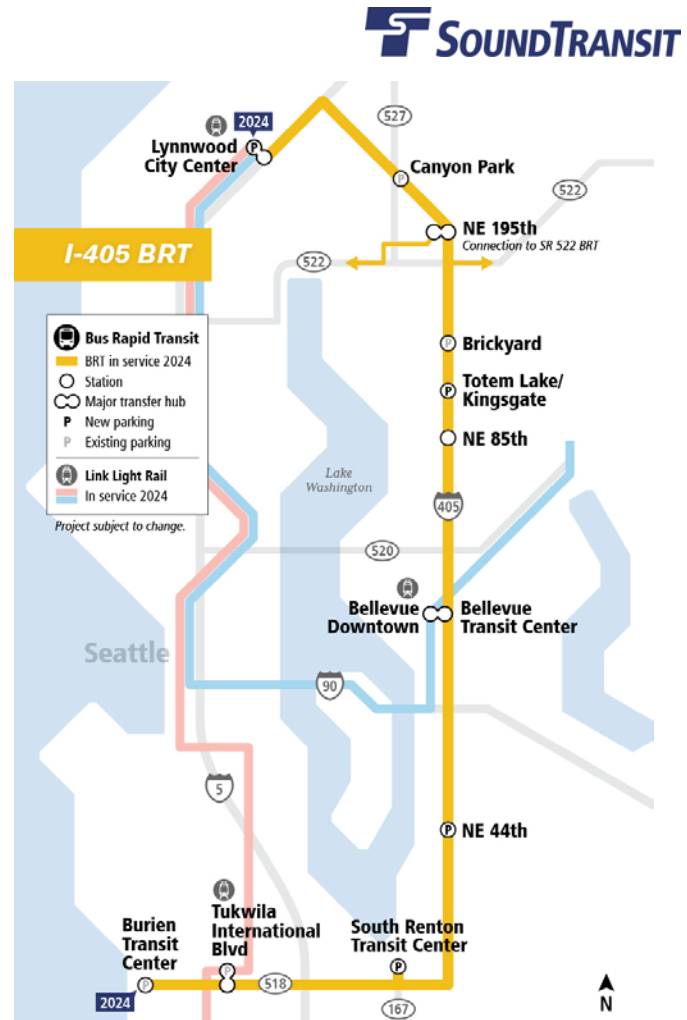 SOUNDTRANSIT
2024
527
Lynnwood
City Center
Canyon Park
522
NE 195th
Connection to SR 522 BRT
I-405 BRT
522
Bus Rapid Transit
BRT in service 2024
Station
Major transfer hub
P New parking
P Existing parking
Link Light Rail
In service 2024
Project subject to change.
P
P
Brickyard
P
Totem Lake/
Kingsgate
P
NE 85th
Lake
Washington
405
520
Bellevue
Downtown
Bellevue
Transit Center
Seattle
90
5
P
NE 44th
Burien
Transit
Center
Tukwila
International
Blvd
South Renton
Transit Center
P
P
P
2024
518
167
N